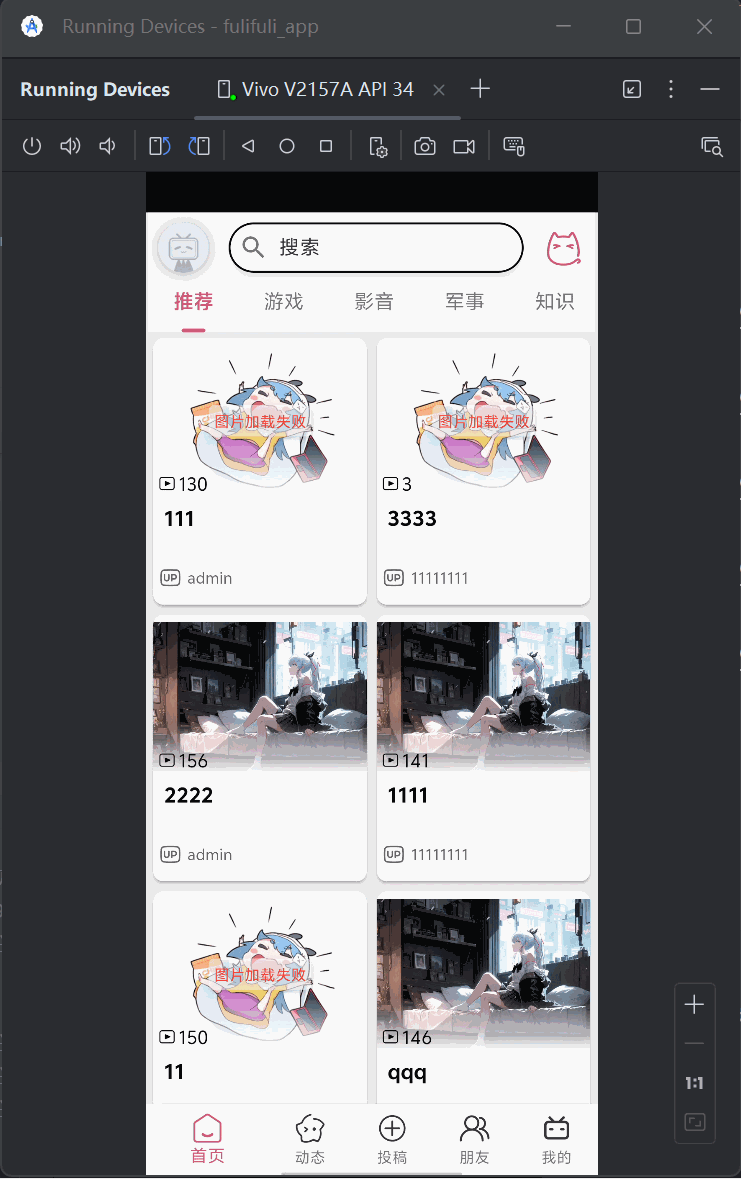 Running Devices - fulifuli_app
Running Devices
Vivo V2157A API 34
搜索
推荐 游戏 影音 军事 知识
图片加载失败 图片加载失败
130 3
111 3333
UP admin UP 11111111
156 141
2222 1111
UP admin UP 11111111
图片加载失败
150 146
11 qqq
1:1
首页 动态 投稿 朋友 我的